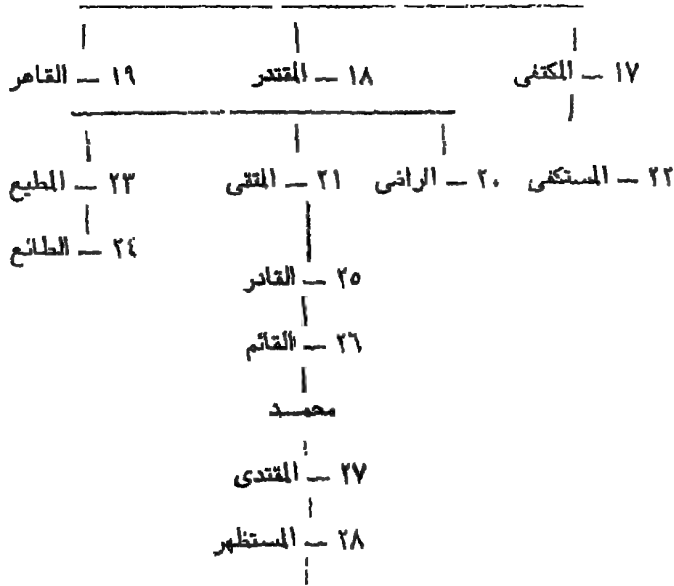 ١٧ — المكتفى ١٨ — المقتدر ١٩ — القاهر
٢٢ — المستكفى ٢٠ — الراضى ٢١ — المتقى ٢٣ — المطيع
٢٤ — الطائع
٢٥ — القادر
٢٦ — القائم
محمد
٢٧ — المقتدى
٢٨ — المستظهر